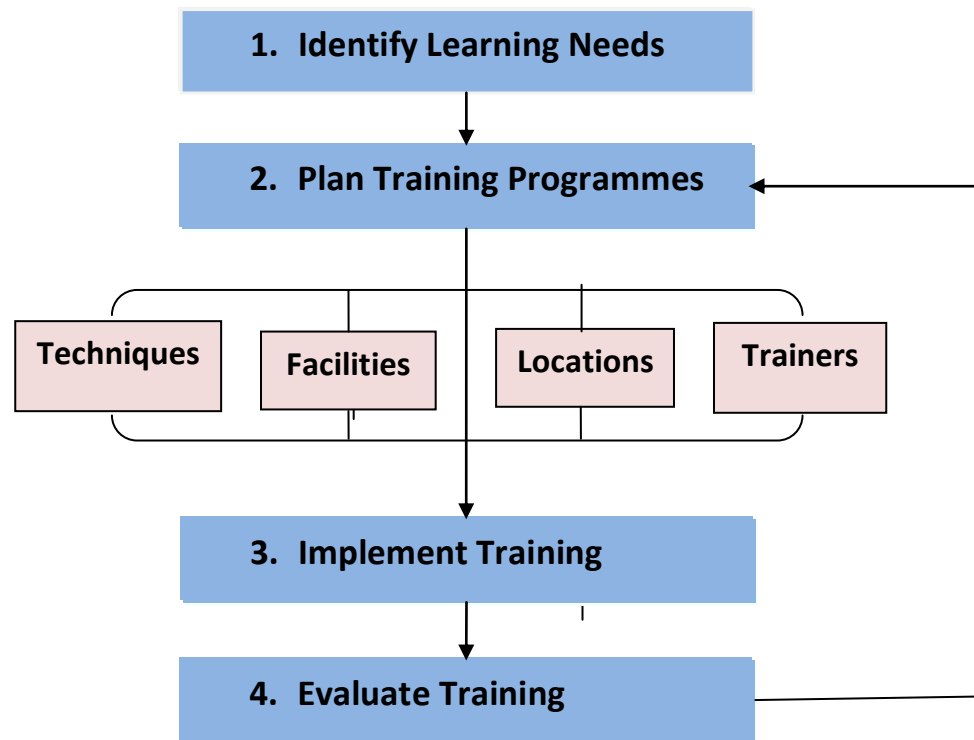 1. Identify Learning Needs
2. Plan Training Programmes
Techniques
Facilities
Locations
Trainers
3. Implement Training
4. Evaluate Training